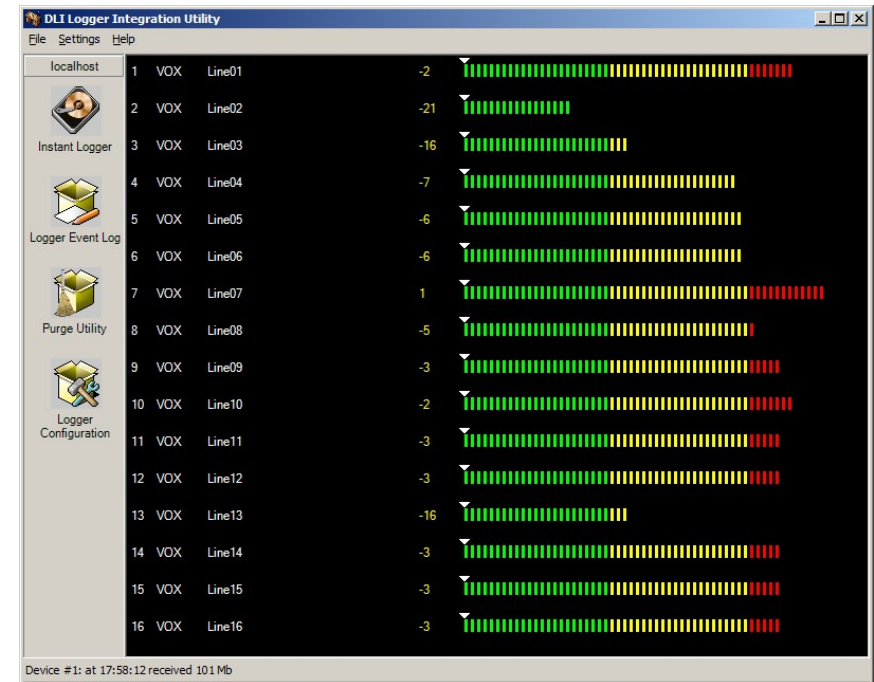 DLI Logger Integration Utility
File Settings Help
localhost
Instant Logger
Logger Event Log
Purge Utility
Logger
Configuration
1 VOX Line01 -2
2 VOX Line02 -21
3 VOX Line03 -16
4 VOX Line04 -7
5 VOX Line05 -6
6 VOX Line06 -6
7 VOX Line07 1
8 VOX Line08 -5
9 VOX Line09 -3
10 VOX Line10 -2
11 VOX Line11 -3
12 VOX Line12 -3
13 VOX Line13 -16
14 VOX Line14 -3
15 VOX Line15 -3
16 VOX Line16 -3
Device #1: at 17:58:12 received 101 Mb